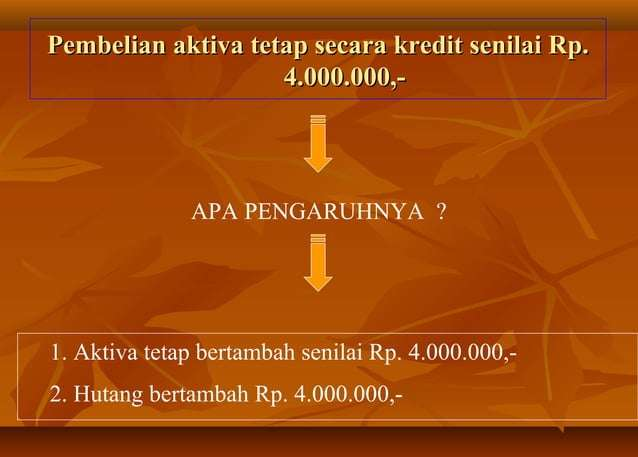 Pembelian aktiva tetap secara kredit senilai Rp.
4.000.000,-
APA PENGARUHNYA  ?
1. Aktiva tetap bertambah senilai Rp. 4.000.000,-
2. Hutang bertambah Rp. 4.000.000,-